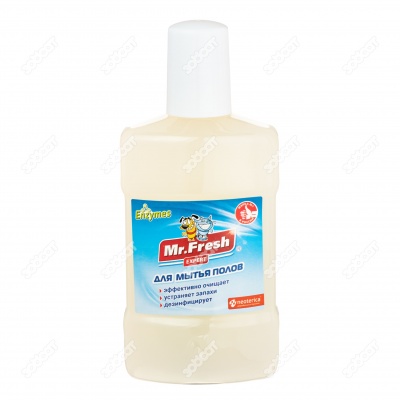 Enzymes
Mr.Fresh
EXPERT
ДЛЯ МЫТЬЯ ПОЛОВ
эффективно очищает
устраняет запахи
дезинфицирует
neoterica